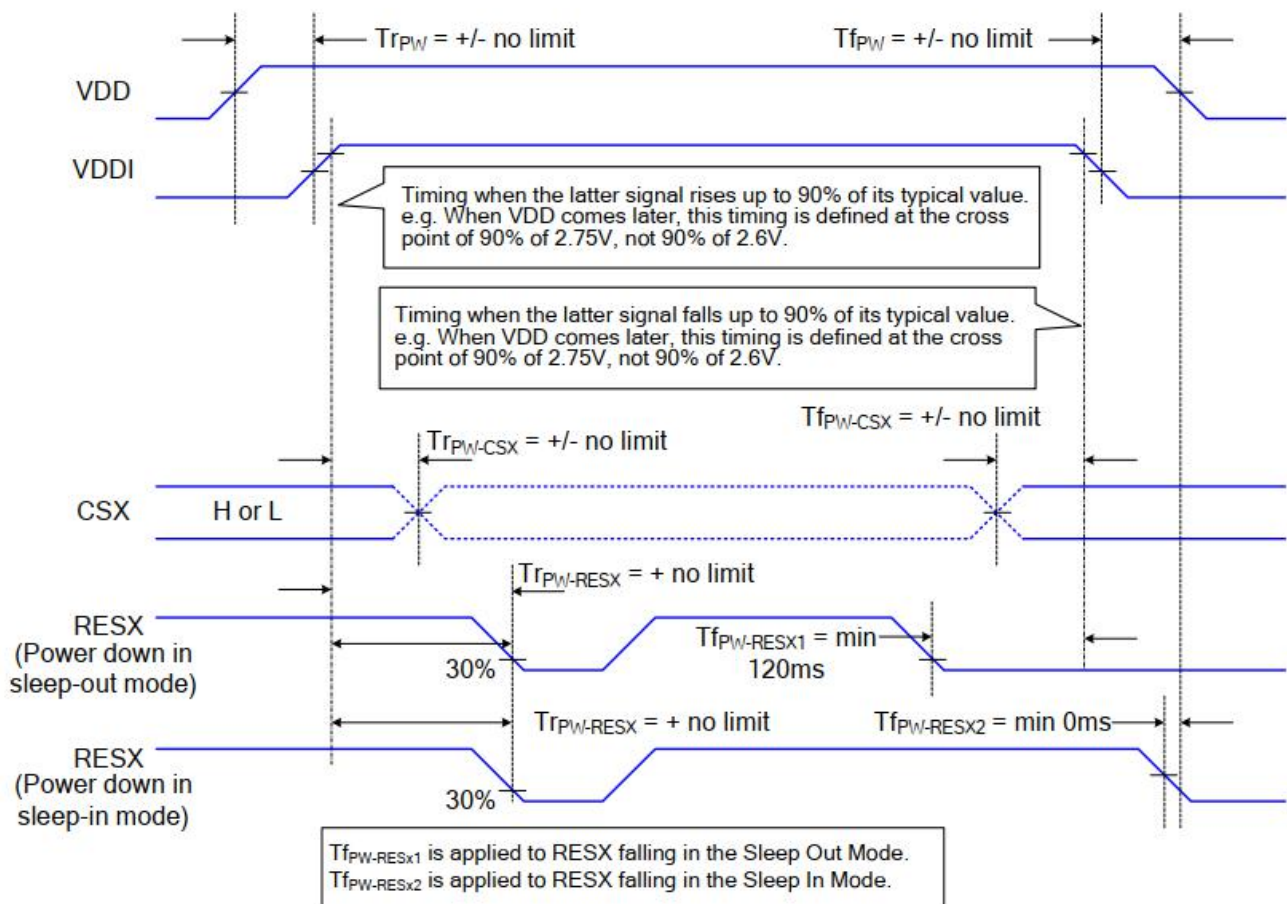 TrPW = +/- no limit
TfPW = +/- no limit
VDD
VDDI
Timing when the latter signal rises up to 90% of its typical value.
e.g. When VDD comes later, this timing is defined at the cross
point of 90% of 2.75V, not 90% of 2.6V.
Timing when the latter signal falls up to 90% of its typical value.
e.g. When VDD comes later, this timing is defined at the cross
point of 90% of 2.75V, not 90% of 2.6V.
TfPW-CSX = +/- no limit
TrPW-CSX = +/- no limit
CSX
H or L
TrPW-RESX = + no limit
RESX
(Power down in
sleep-out mode)
30%
TfPW-RESX1 = min
120ms
TrPW-RESX = + no limit
TfPW-RESX2 = min 0ms
RESX
(Power down in
sleep-in mode)
30%
TfPW-RESx1 is applied to RESX falling in the Sleep Out Mode.
TfPW-RESx2 is applied to RESX falling in the Sleep In Mode.